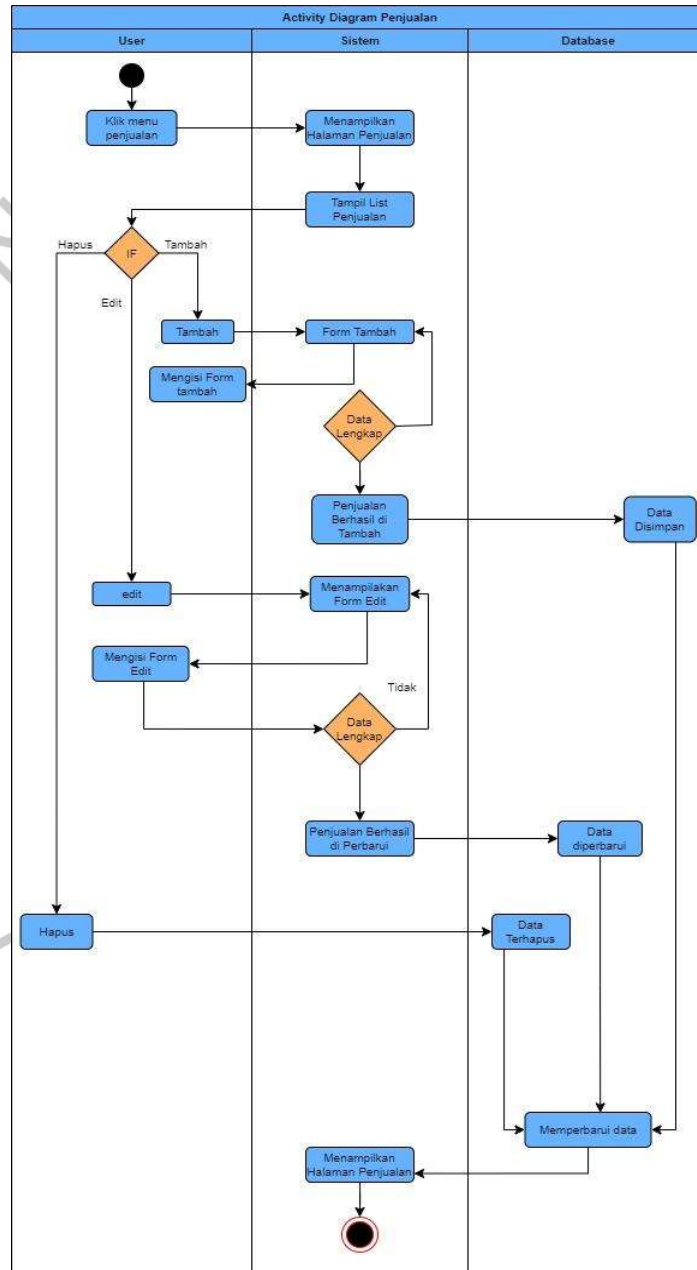 Activity Diagram Penjualan
User
Sistem
Database
Klik menu
penjualan
Menampilkan
Halaman Penjualan
Tampil List
Penjualan
Hapus
IF
Tambah
Edit
Tambah
Form Tambah
Mengisi Form
tambah
Data
Lengkap
Penjualan
Berhasil di
Tambah
Data
Disimpan
edit
Menampilakan
Form Edit
Mengisi Form
Edit
Tidak
Data
Lengkap
Penjualan Berhasil
di Perbarui
Data
diperbarui
Hapus
Data
Terhapus
Memperbarui data
Menampilkan
Halaman Penjualan